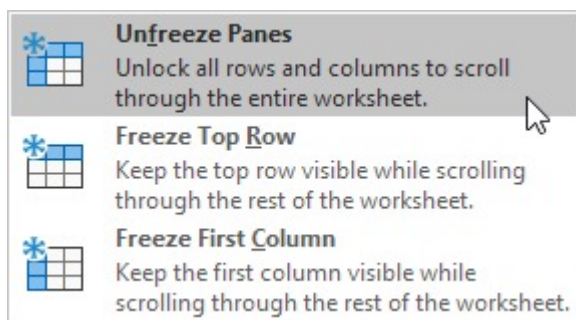 Unfreeze Panes
Unlock all rows and columns to scroll
through the entire worksheet.
Freeze Top Row
Keep the top row visible while scrolling
through the rest of the worksheet.
Freeze First Column
Keep the first column visible while
scrolling through the rest of the worksheet.